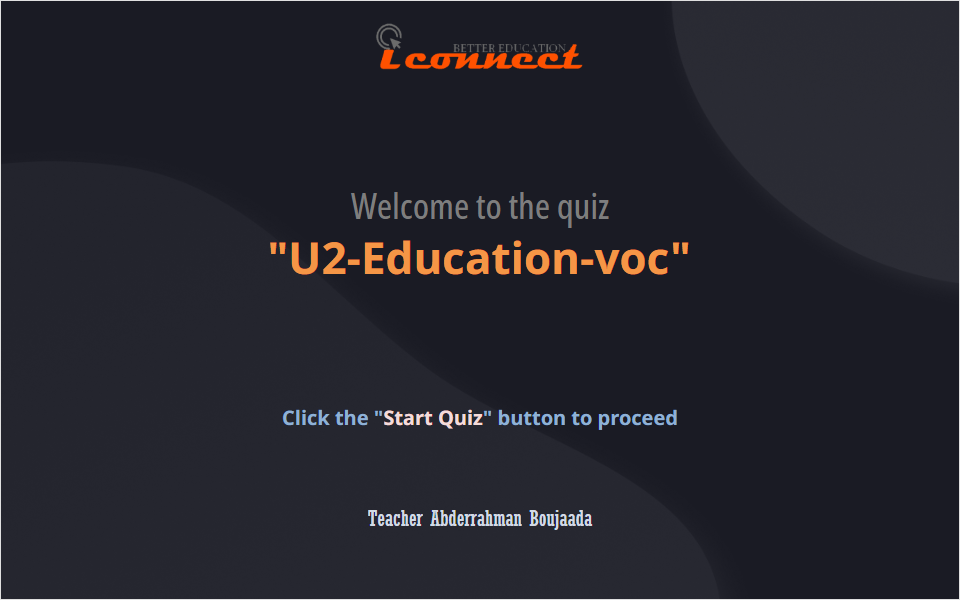 BETTER EDUCATION
iconnect
Welcome to the quiz
"U2-Education-voc"
Click the "Start Quiz" button to proceed
Teacher Abderrahman Boujaada